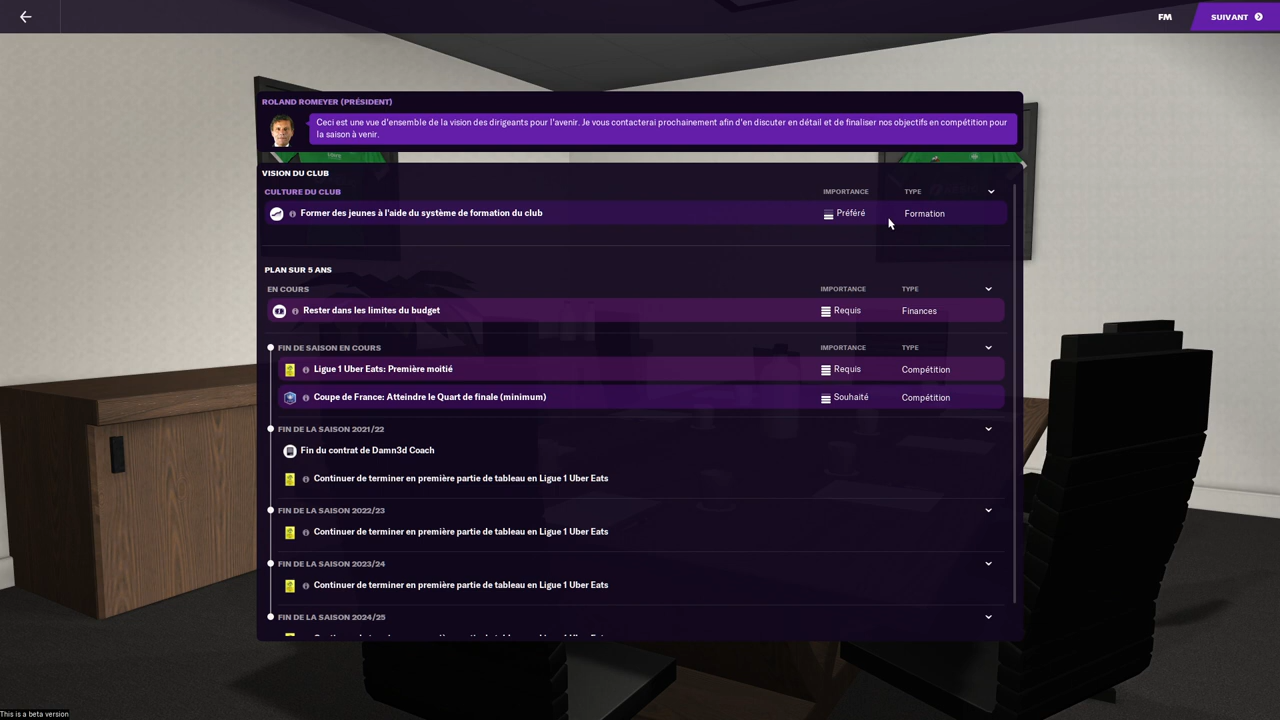 FM
SUIVANT
ROLAND ROMEYER (PRÉSIDENT)
Ceci est une vue d'ensemble de la vision des dirigeants pour l'avenir. Je vous contacterai prochainement afin d'en discuter en détail et de finaliser nos objectifs en compétition pour
la saison à venir.
VISION DU CLUB
CULTURE DU CLUB IMPORTANCE TYPE
Former des jeunes à l'aide du système de formation du club Préféré Formation
PLAN SUR 5 ANS
EN COURS IMPORTANCE TYPE
Rester dans les limites du budget Requis Finances
FIN DE SAISON EN COURS IMPORTANCE TYPE
Ligue 1 Uber Eats: Première moitié Requis Compétition
Coupe de France: Atteindre le Quart de finale (minimum) Souhaité Compétition
FIN DE LA SAISON 2021/22
Fin du contrat de Damn3d Coach
Continuer de terminer en première partie de tableau en Ligue 1 Uber Eats
FIN DE LA SAISON 2022/23
Continuer de terminer en première partie de tableau en Ligue 1 Uber Eats
FIN DE LA SAISON 2023/24
Continuer de terminer en première partie de tableau en Ligue 1 Uber Eats
FIN DE LA SAISON 2024/25
This is a beta version